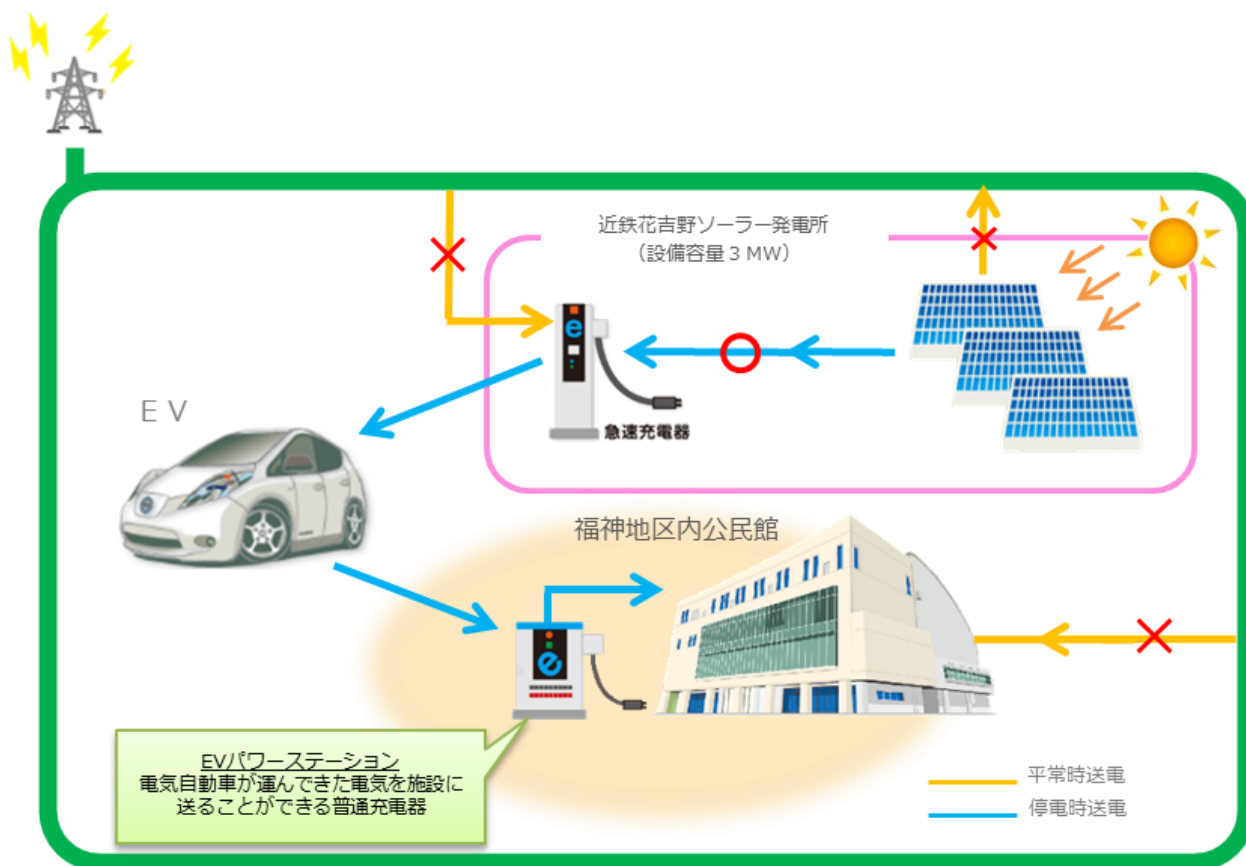 近鉄花吉野ソーラー発電所
（設備容量３MW）
e
急速充電器
ＥＶ
福神地区内公民館
e
EVパワーステーション
電気自動車が運んできた電気を施設に
送ることができる普通充電器
平常時送電
停電時送電